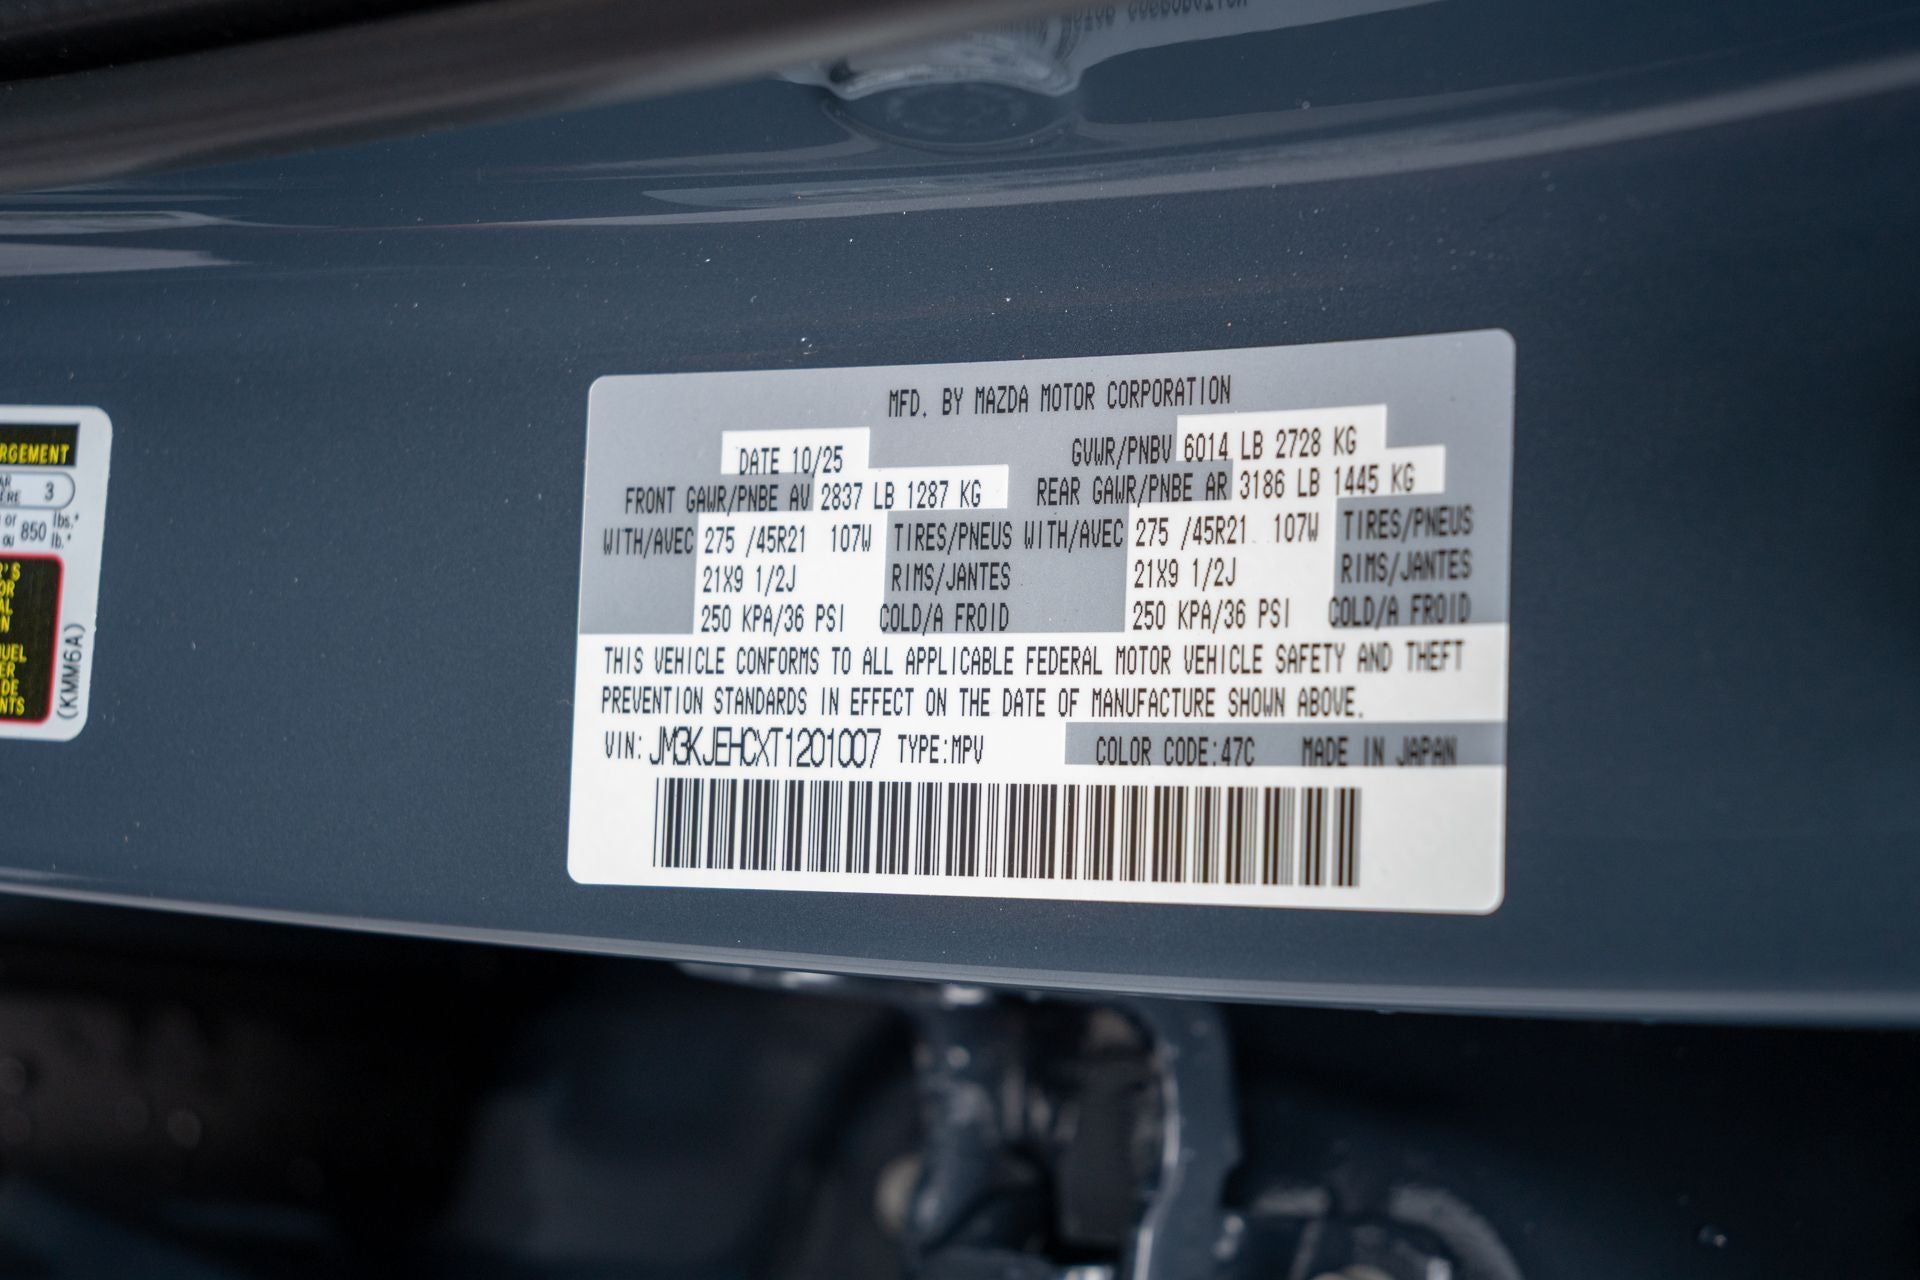 MFD. BY MAZDA MOTOR CORPORATION
DATE 10/25
GVWR/PNBV 6014 LB 2728 KG
FRONT GAWR/PNBE AV 2837 LB 1287 KG
REAR GAWR/PNBE AR 3186 LB 1445 KG
WITH/AVEC 275 /45R21 107W TIRES/PNEUS WITH/AVEC 275 /45R21 107W TIRES/PNEUS
21X9 1/2J RIMS/JANTES 21X9 1/2J RIMS/JANTES
250 KPA/36 PSI COLD/A FROID 250 KPA/36 PSI COLD/A FROID
THIS VEHICLE CONFORMS TO ALL APPLICABLE FEDERAL MOTOR VEHICLE SAFETY AND THEFT
PREVENTION STANDARDS IN EFFECT ON THE DATE OF MANUFACTURE SHOWN ABOVE.
VIN: JM3KJEHCXT1201007 TYPE:MPV COLOR CODE:47C MADE IN JAPAN
RGEMENT
3
or 850 lbs.*
ou lb.*
(KMM6A)